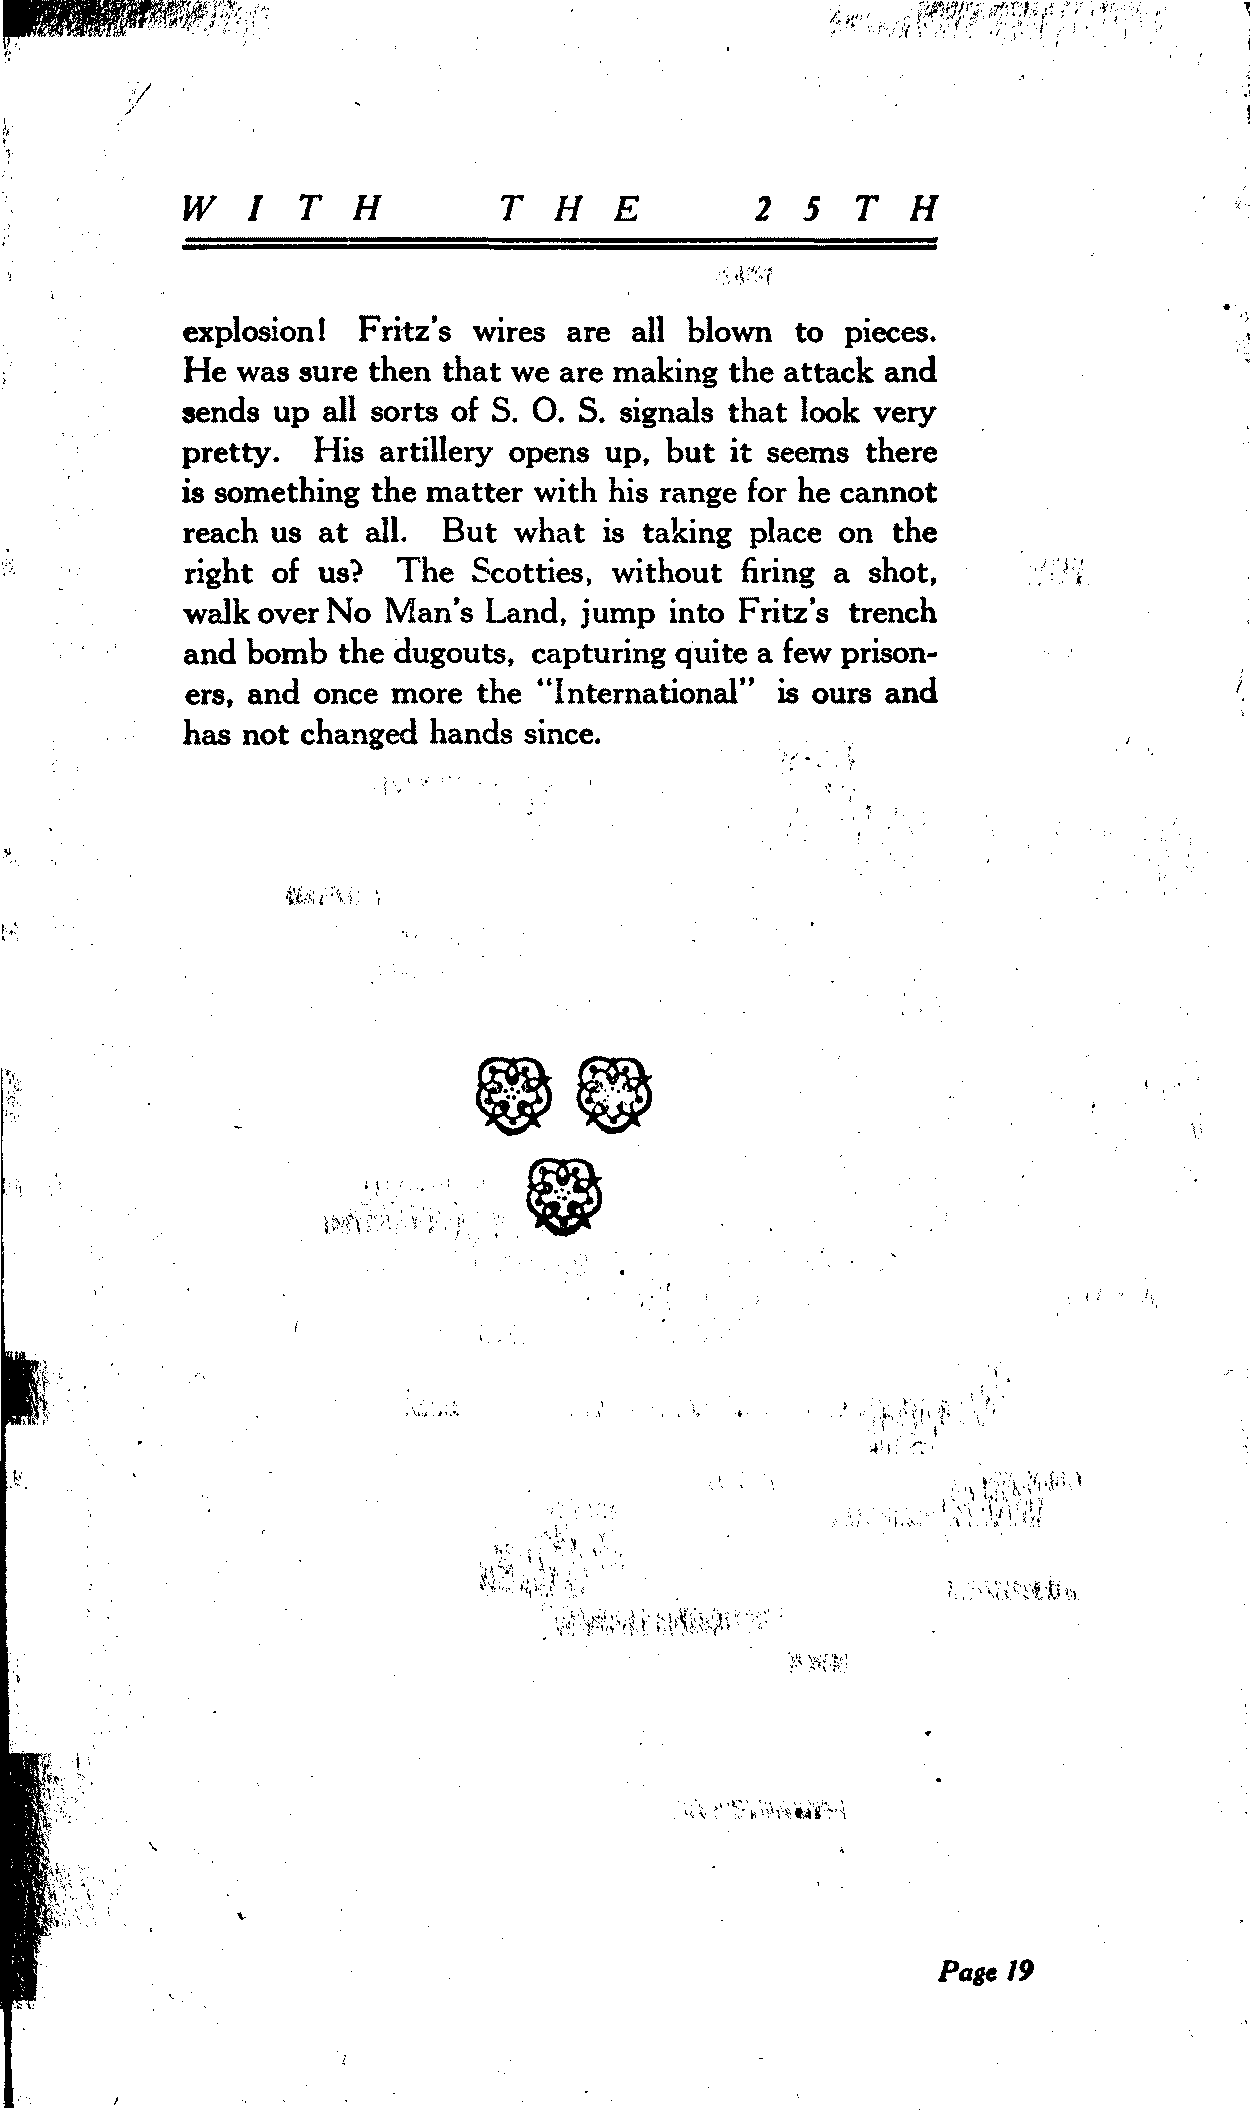 WITH THE 25TH
explosion! Fritz's wires are all blown to pieces.
He was sure then that we are making the attack and
sends up all sorts of S. O. S. signals that look very
pretty. His artillery opens up, but it seems there
is something the matter with his range for he cannot
reach us at all. But what is taking place on the
right of us? The Scotties, without firing a shot,
walk over No Man's Land, jump into Fritz's trench
and bomb the dugouts, capturing quite a few prison-
ers, and once more the "International" is ours and
has not changed hands since.
Page 19